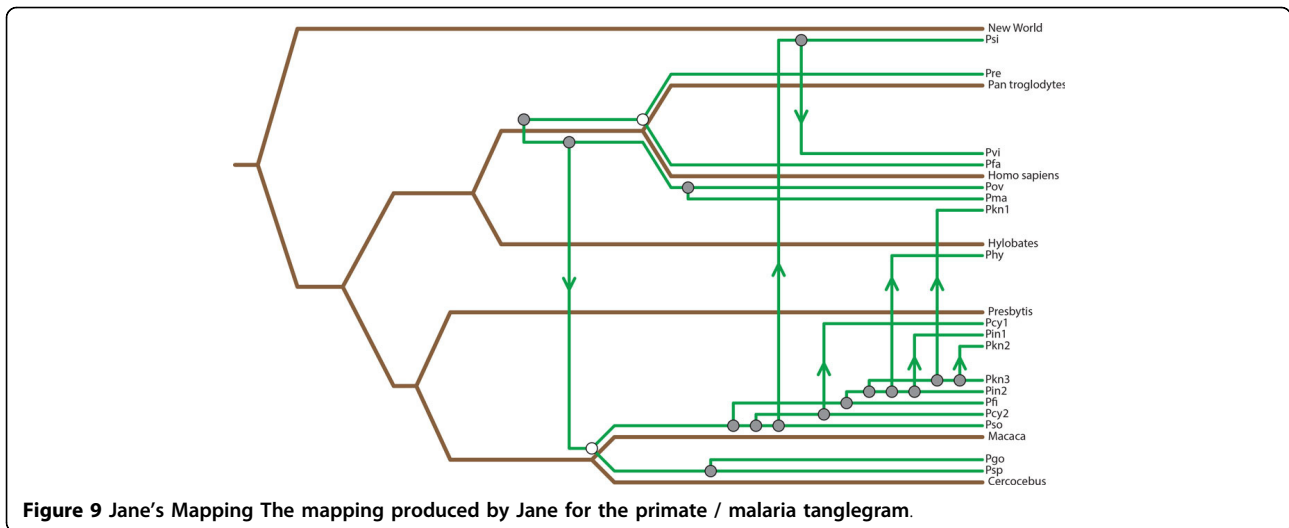 New World
Psi
Pre
Pan troglodytes
Pvi
Pfa
Homo sapiens
Pov
Pma
Pkn1
Hylobates
Phy
Presbytis
Pcy1
Pin1
Pkn2
Pkn3
Pin2
Pfi
Pcy2
Pso
Macaca
Pgo
Psp
Cercocebus
Figure 9 Jane's Mapping The mapping produced by Jane for the primate / malaria tanglegram.